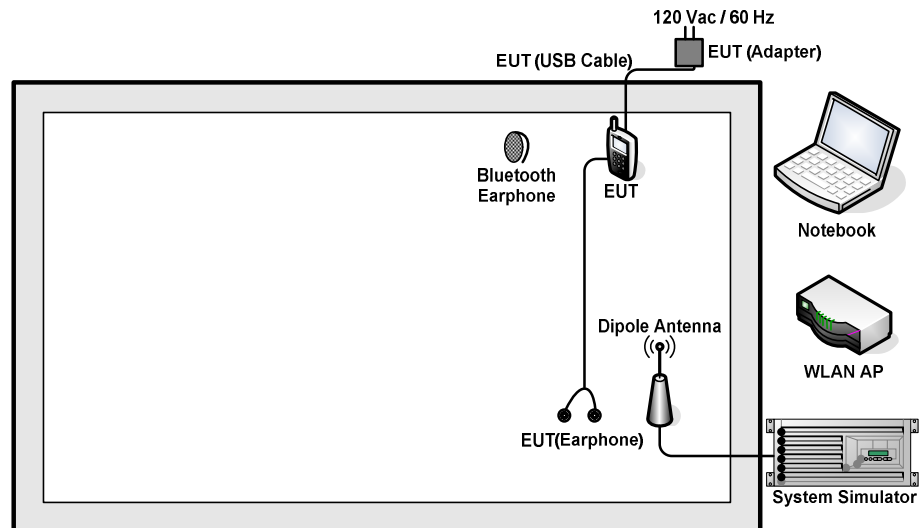 120 Vac / 60 Hz
EUT (USB Cable)
EUT (Adapter)
Bluetooth
Earphone
EUT
Notebook
Dipole Antenna
WLAN AP
EUT(Earphone)
System Simulator